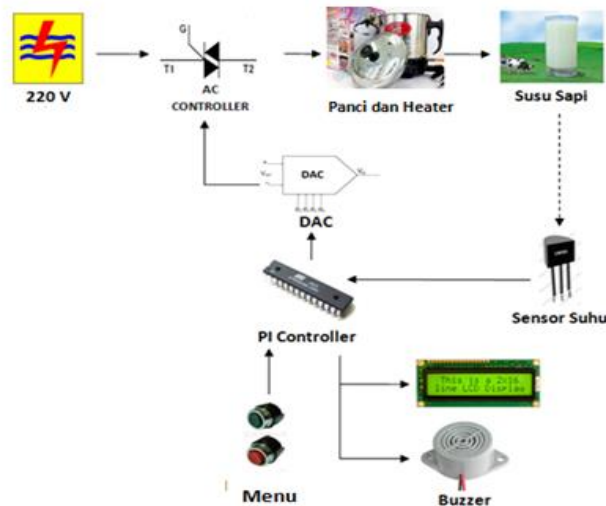 G
T1
T2
220 V
AC
CONTROLLER
Panci dan Heater
Susu Sapi
DAC
DAC
PI Controller
Sensor Suhu
This is a 2x16
line LCD Display
Menu
Buzzer